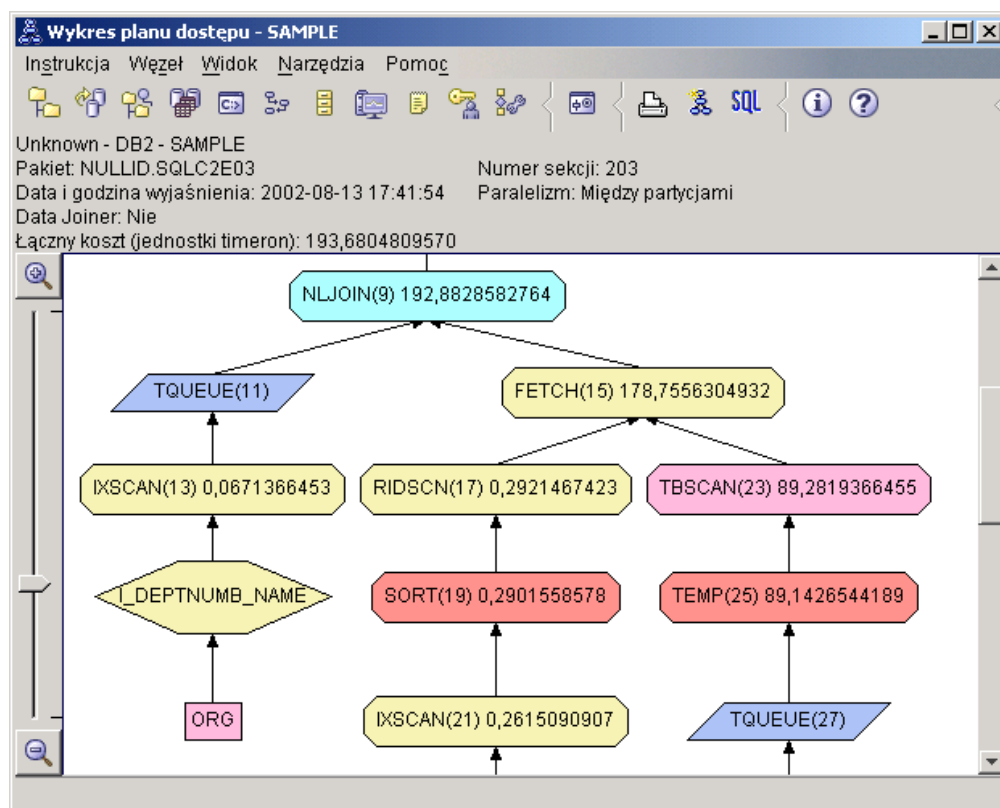 Wykres planu dostępu - SAMPLE
Instrukcja Węzeł Widok Narzędzia Pomoc
C:\> SQL
Unknown - DB2 - SAMPLE
Pakiet: NULLID.SQLC2E03 Numer sekcji: 203
Data i godzina wyjaśnienia: 2002-08-13 17:41:54 Paralelizm: Między partycjami
Data Joiner: Nie
Łączny koszt (jednostki timeron): 193,6804809570
NLJOIN(9) 192,8828582764
TQUEUE(11) FETCH(15) 178,7556304932
IXSCAN(13) 0,0671366453 RIDSCN(17) 0,2921467423 TBSCAN(23) 89,2819366455
I_DEPTNUMB_NAME SORT(19) 0,2901558578 TEMP(25) 89,1426544189
ORG IXSCAN(21) 0,2615090907 TQUEUE(27)